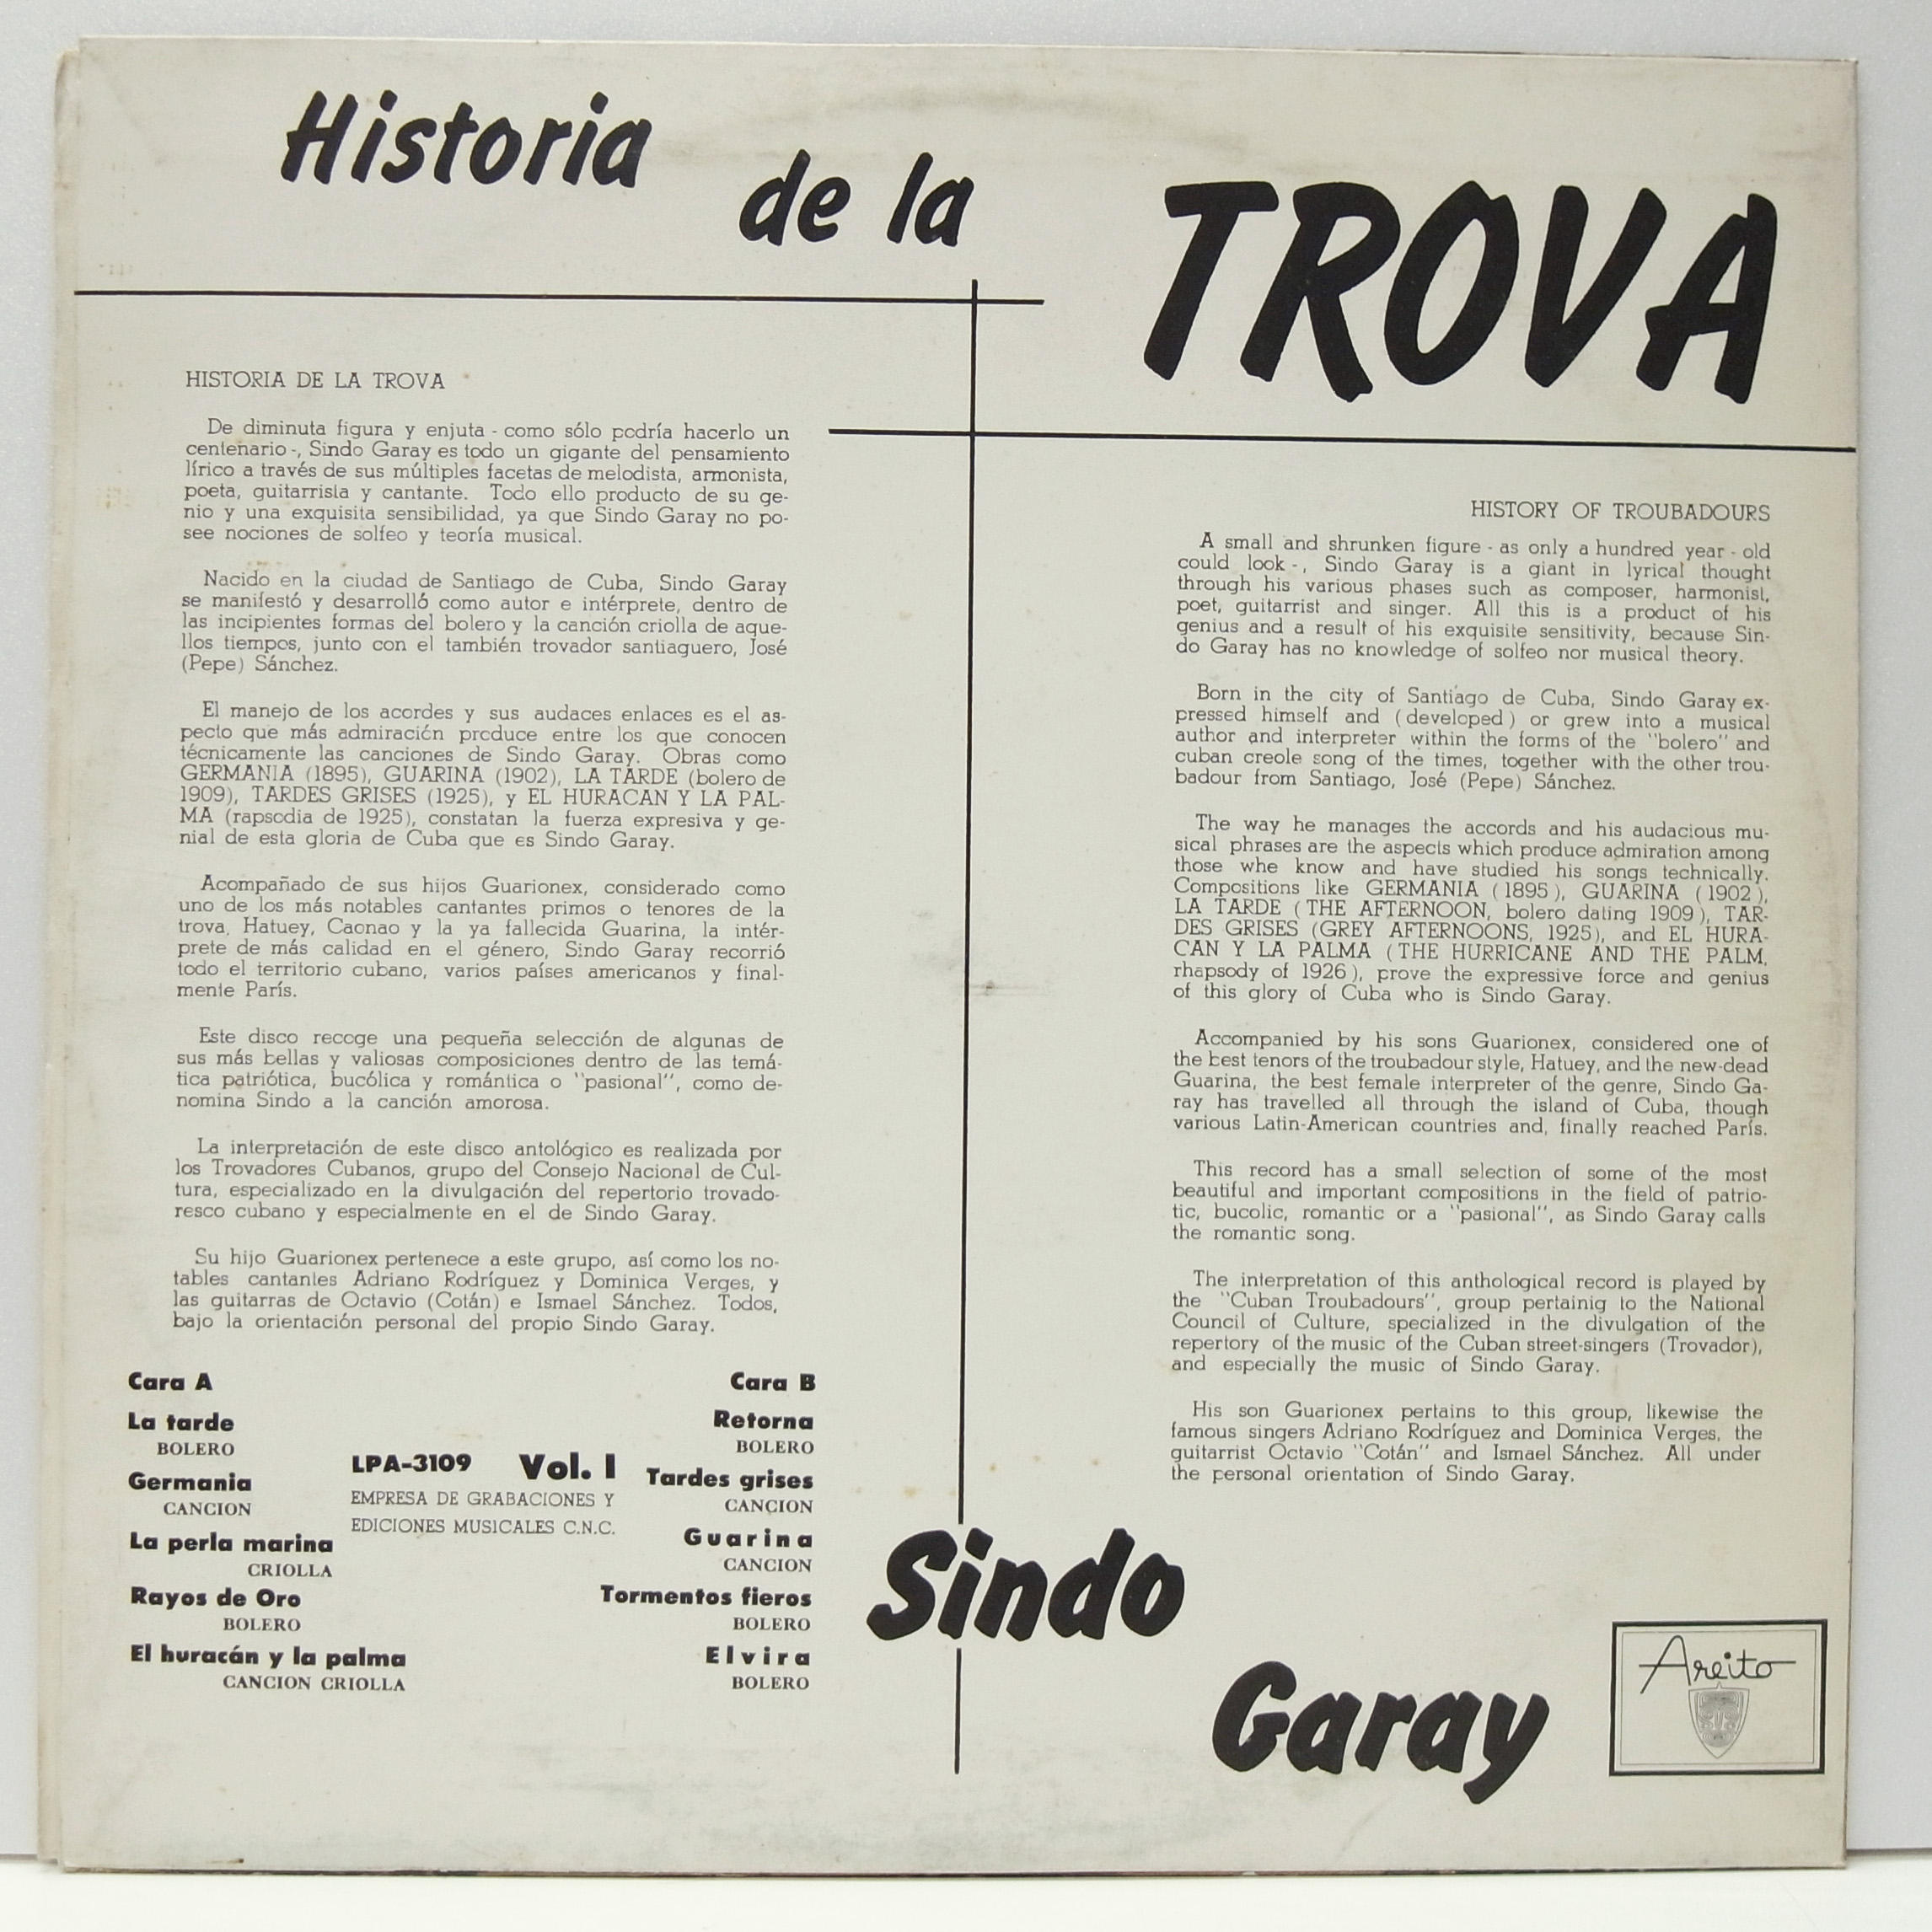 Historia
de la
TROVA
HISTORIA DE LA TROVA
De diminuta figura y enjuta - como sólo podría hacerlo un
centenario -, Sindo Garay es todo un gigante del pensamiento
lírico a través de sus múltiples facetas de melodista, armonista,
poeta, guitarrista y cantante. Todo ello producto de su ge-
nio y una exquisita sensibilidad, ya que Sindo Garay no po-
see nociones de solfeo y teoría musical.
Nacido en la ciudad de Santiago de Cuba, Sindo Garay
se manifestó y desarrolló como autor e intérprete, dentro de
las incipientes formas del bolero y la canción criolla de aque-
llos tiempos, junto con el también trovador santiaguero, José
(Pepe) Sánchez.
El manejo de los acordes y sus audaces enlaces es el as-
pecto que más admiración produce entre los que conocen
técnicamente las canciones de Sindo Garay. Obras como
GERMANIA (1895), GUARINA (1902), LA TARDE (bolero de
1909), TARDES GRISES (1925), y EL HURACAN Y LA PAL-
MA (rapsodia de 1925), constatan la fuerza expresiva y ge-
nial de esta gloria de Cuba que es Sindo Garay.
Acompañado de sus hijos Guarionex, considerado como
uno de los más notables cantantes primos o tenores de la
trova, Hatuey, Caonao y la ya fallecida Guarina, la intér-
prete de más calidad en el género, Sindo Garay recorrió
todo el territorio cubano, varios países americanos y final-
mente París.
Este disco recoge una pequeña selección de algunas de
sus más bellas y valiosas composiciones dentro de las temá-
tica patriótica, bucólica y romántica o "pasional", como de-
nomina Sindo a la canción amorosa.
La interpretación de este disco antológico es realizada por
los Trovadores Cubanos, grupo del Consejo Nacional de Cul-
tura, especializado en la divulgación del repertorio trovado-
resco cubano y especialmente en el de Sindo Garay.
Su hijo Guarionex pertenece a este grupo, así como los no-
tables cantantes Adriano Rodríguez y Dominica Verges, y
las guitarras de Octavio (Cotán) e Ismael Sánchez. Todos,
bajo la orientación personal del propio Sindo Garay.
HISTORY OF TROUBADOURS
A small and shrunken figure - as only a hundred year - old
could look -, Sindo Garay is a giant in lyrical thought
through his various phases such as composer, harmonist,
poet, guitarrist and singer. All this is a product of his
genius and a result of his exquisite sensitivity, because Sin-
do Garay has no knowledge of solfeo nor musical theory.
Born in the city of Santiago de Cuba, Sindo Garay ex-
pressed himself and (developed) or grew into a musical
author and interpreter within the forms of the "bolero" and
cuban creole song of the times, together with the other trou-
badour from Santiago, José (Pepe) Sánchez.
The way he manages the accords and his audacious mu-
sical phrases are the aspects which produce admiration among
those whe know and have studied his songs technically.
Compositions like GERMANIA (1895), GUARINA (1902),
LA TARDE (THE AFTERNOON, bolero dating 1909), TAR-
DES GRISES (GREY AFTERNOONS, 1925), and EL HURA-
CAN Y LA PALMA (THE HURRICANE AND THE PALM,
rhapsody of 1926), prove the expressive force and genius
of this glory of Cuba who is Sindo Garay.
Accompanied by his sons Guarionex, considered one of
the best tenors of the troubadour style, Hatuey, and the new-dead
Guarina, the best female interpreter of the genre, Sindo Ga-
ray has travelled all through the island of Cuba, though
various Latin-American countries and, finally reached París.
This record has a small selection of some of the most
beautiful and important compositions in the field of patrio-
tic, bucolic, romantic or a "pasional", as Sindo Garay calls
the romantic song.
The interpretation of this anthological record is played by
the "Cuban Troubadours", group pertainig to the National
Council of Culture, specialized in the divulgation of the
repertory of the music of the Cuban street-singers (Trovador),
and especially the music of Sindo Garay.
His son Guarionex pertains to this group, likewise the
famous singers Adriano Rodríguez and Dominica Verges, the
guitarrist Octavio "Cotán" and Ismael Sánchez. All under
the personal orientation of Sindo Garay.
Cara A
La tarde
BOLERO
Germania
CANCION
La perla marina
CRIOLLA
Rayos de Oro
BOLERO
El huracán y la palma
CANCION CRIOLLA
LPA-3109 Vol. I
EMPRESA DE GRABACIONES Y
EDICIONES MUSICALES C.N.C.
Cara B
Retorna
BOLERO
Tardes grises
CANCION
Guarina
CANCION
Tormentos fieros
BOLERO
Elvira
BOLERO
Sindo
Garay
Areito